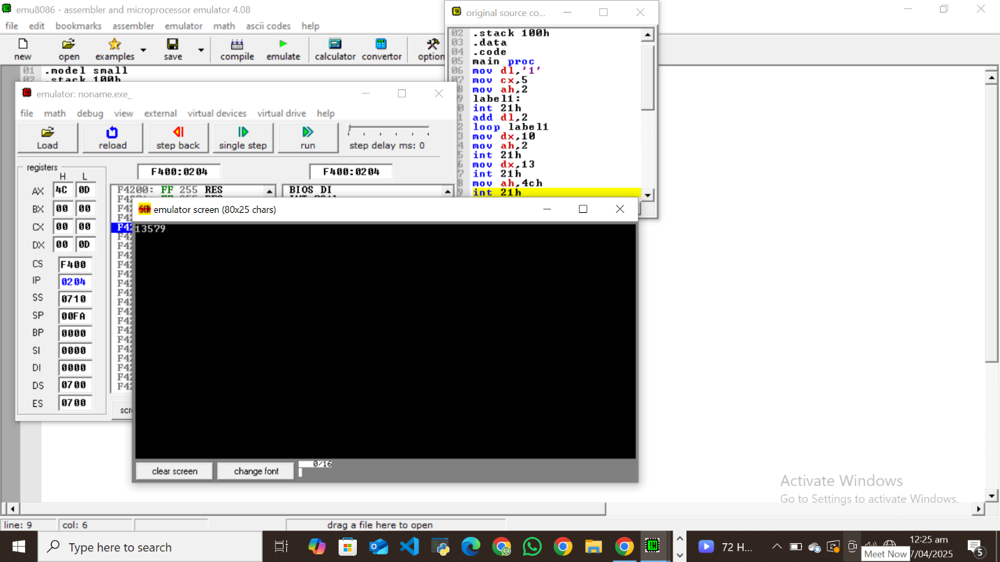 emu8086 - assembler and microprocessor emulator 4.08
file edit bookmarks assembler emulator math ascii codes help
new open examples save compile emulate calculator convertor option
01 .model small
02 .stack 100h
original source co...
02 .stack 100h
03 .data
04 .code
05 main proc
06 mov dl,'1'
07 mov cx,5
8 mov ah,2
9 label1:
0 int 21h
1 add dl,2
2 loop label1
3 mov dx,10
4 mov ah,2
5 int 21h
6 mov dx,13
7 int 21h
8 mov ah,4ch
9 int 21h
emulator: noname.exe_
file math debug view external virtual devices virtual drive help
Load reload step back single step run step delay ms: 0
registers
H L
F400:0204 F400:0204
AX 4C 0D
BX 00 00
CX 00 00
DX 00 0D
CS F400
IP 0204
SS 0710
SP 00FA
BP 0000
SI 0000
DI 0000
DS 0700
ES 0700
F4200: FF 255 RES
BIOS DI
scr
emulator screen (80x25 chars)
13579
clear screen change font 0/16
Activate Windows
Go to Settings to activate Windows.
line: 9 col: 6 drag a file here to open
Type here to search
72 H...
12:25 am
Meet Now
7/04/2025
5